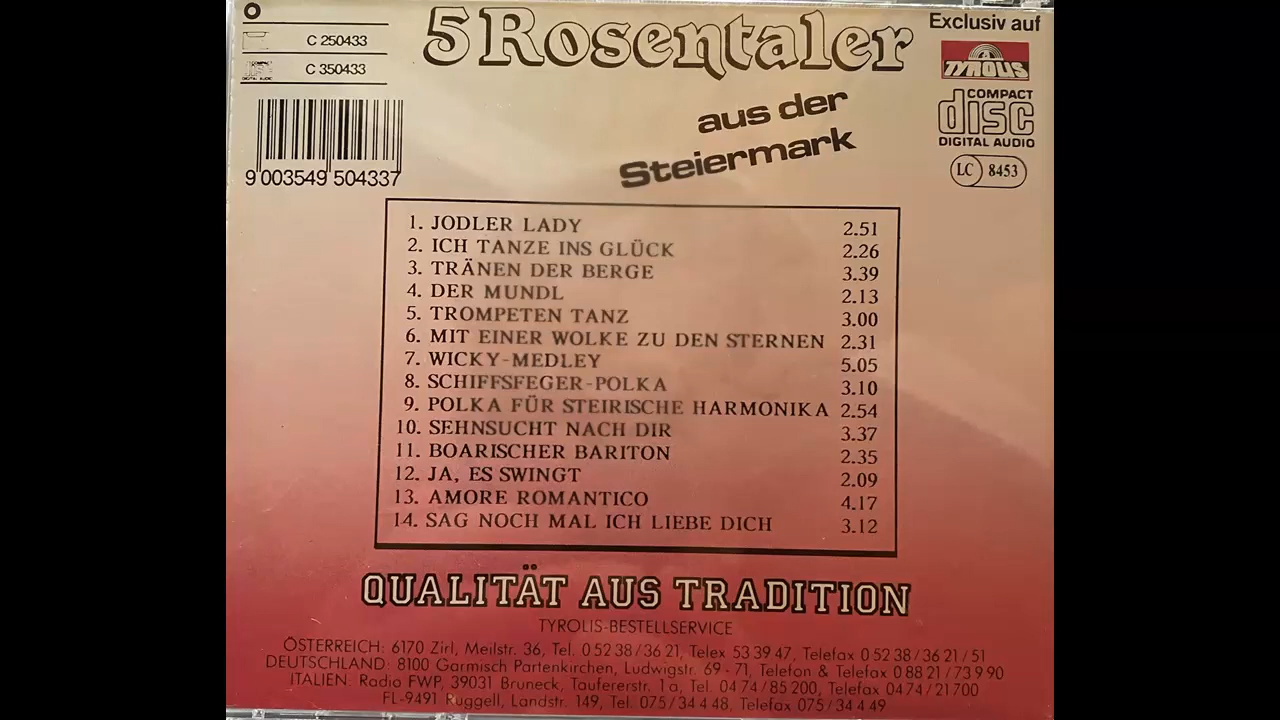 5 Rosentaler
aus der
Steiermark
Exclusiv auf
TYROLIS
COMPACT
disc
DIGITAL AUDIO
LC 8453
C 250433
C 350433
9 003549 504337
1. JODLER LADY 2.51
2. ICH TANZE INS GLÜCK 2.26
3. TRÄNEN DER BERGE 3.39
4. DER MUNDL 2.13
5. TROMPETEN TANZ 3.00
6. MIT EINER WOLKE ZU DEN STERNEN 2.31
7. WICKY-MEDLEY 5.05
8. SCHIFFSFEGER-POLKA 3.10
9. POLKA FÜR STEIRISCHE HARMONIKA 2.54
10. SEHNSUCHT NACH DIR 3.37
11. BOARISCHER BARITON 2.35
12. JA, ES SWINGT 2.09
13. AMORE ROMANTICO 4.17
14. SAG NOCH MAL ICH LIEBE DICH 3.12
QUALITÄT AUS TRADITION
TYROLIS-BESTELLSERVICE
ÖSTERREICH: 6170 Zirl, Meilstr. 36, Tel. 0 52 38 / 36 21, Telex 53 39 47, Telefax 0 52 38 / 36 21 / 51
DEUTSCHLAND: 8100 Garmisch Partenkirchen, Ludwigstr. 69 - 71, Telefon & Telefax 0 88 21 / 73 9 90
ITALIEN: Radio FWP, 39031 Bruneck, Taufererstr. 1 a, Tel. 04 74 / 85 200, Telefax 04 74 / 21 700
FL-9491 Ruggell, Landstr. 149, Tel. 075 / 34 4 48, Telefax 075 / 34 4 49